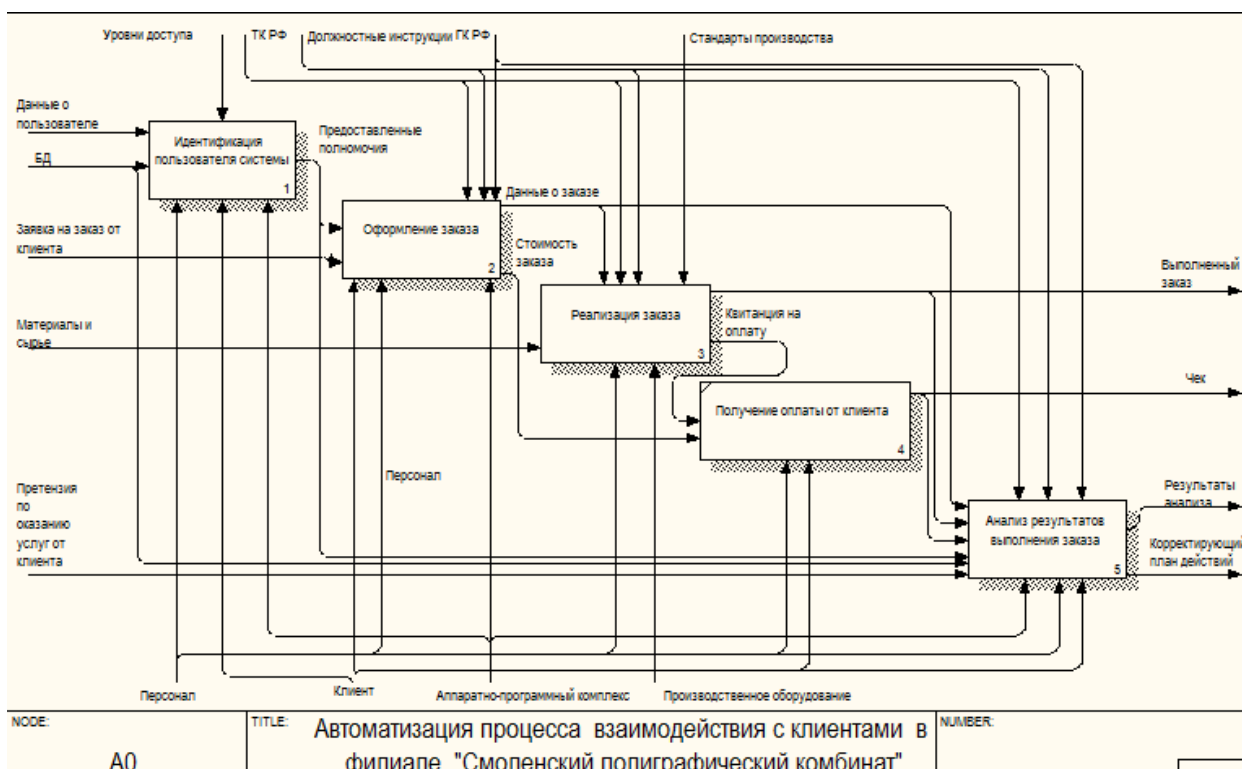 Уровни доступа
ТК РФ
Должностные инструкции ГК РФ
Стандарты производства
Данные о
пользователе
БД
Идентификация
пользователя системы
1
Предоставленные
полномочия
Заявка на заказ от
клиента
Оформление заказа
2
Данные о заказе
Стоимость
заказа
Материалы и
сырье
Реализация заказа
3
Квитанция на
оплату
Выполненный
заказ
Получение оплаты от клиента
4
Чек
Персонал
Претензия
по
оказанию
услуг от
клиента
Анализ результатов
выполнения заказа
5
Результаты
анализа
Корректирующий
план действий
Персонал
Клиент
Аппаратно-программный комплекс
Производственное оборудование
NODE:
A0
TITLE:
Автоматизация процесса взаимодействия с клиентами в
филиале "Смоленский полиграфический комбинат"
NUMBER: